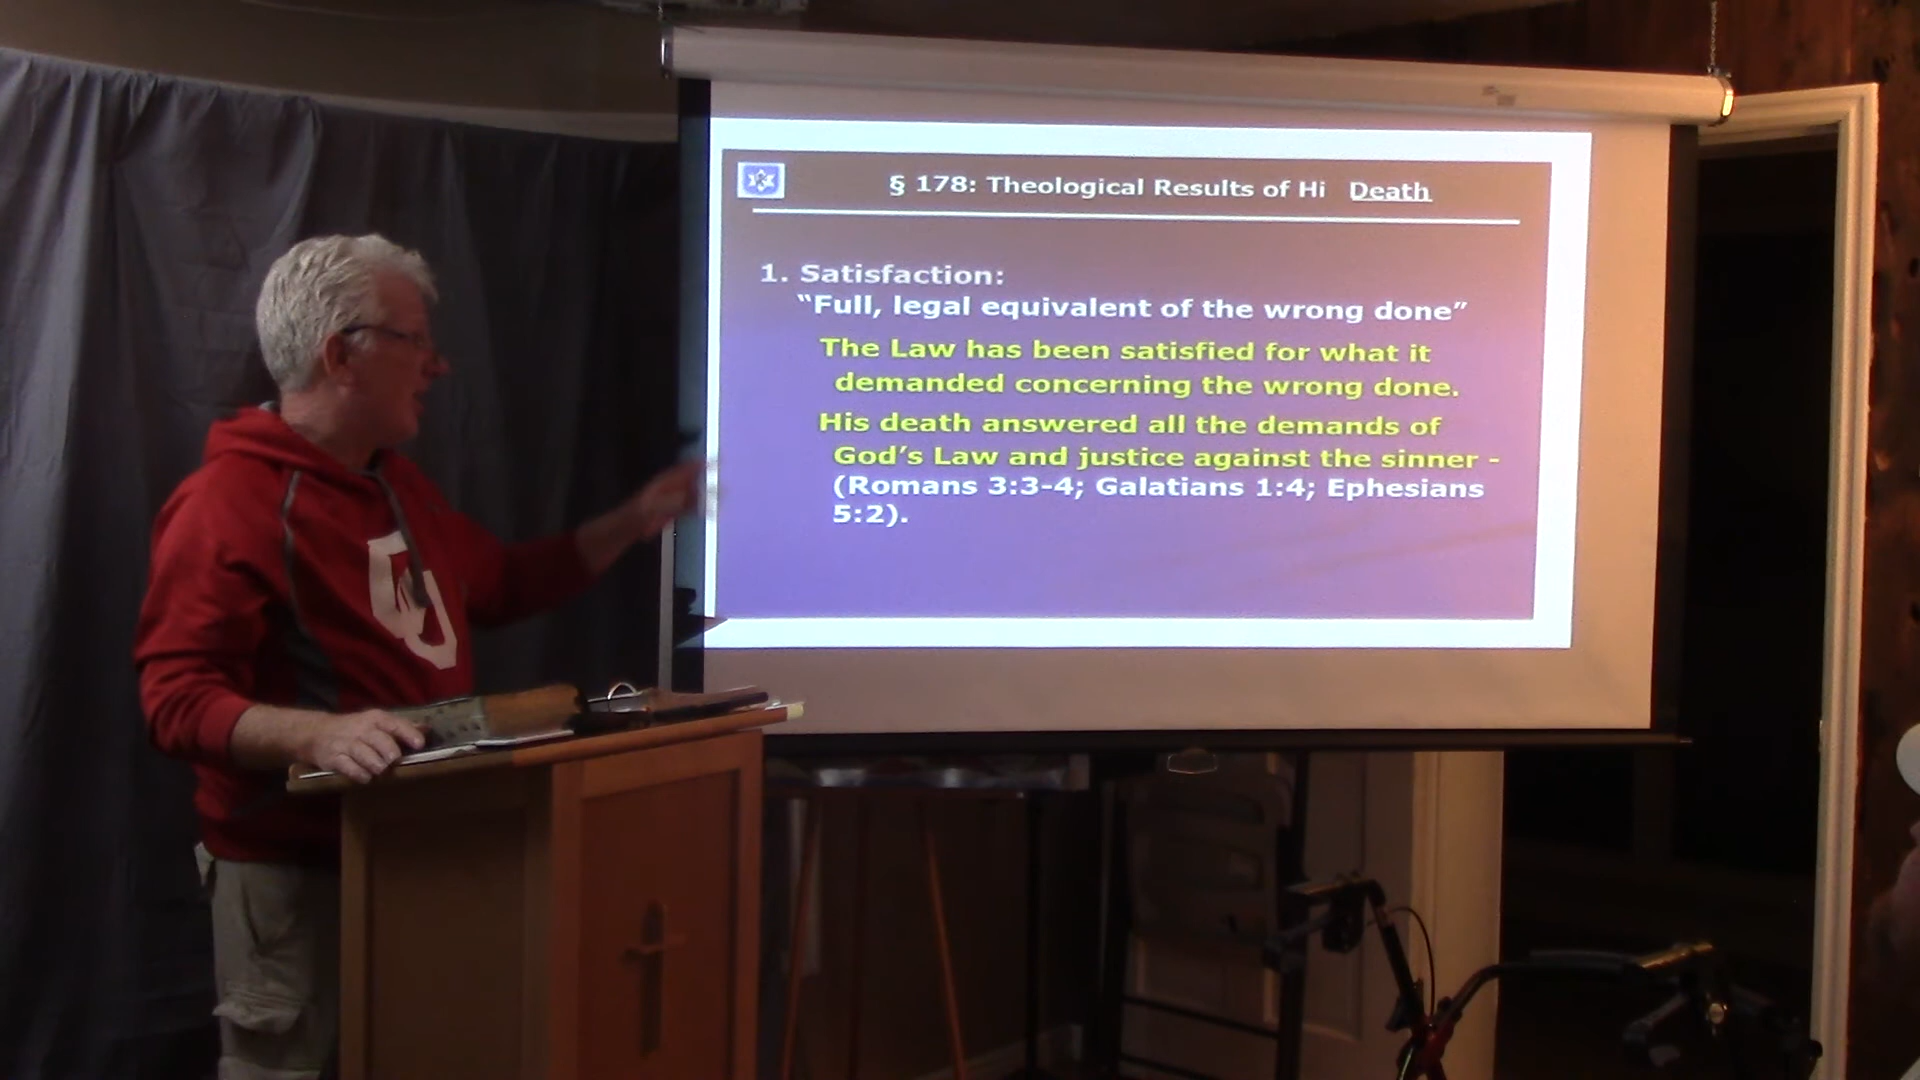 § 178: Theological Results of Hi Death
1. Satisfaction:
“Full, legal equivalent of the wrong done”
The Law has been satisfied for what it
demanded concerning the wrong done.
His death answered all the demands of
God’s Law and justice against the sinner -
(Romans 3:3-4; Galatians 1:4; Ephesians
5:2).
OU